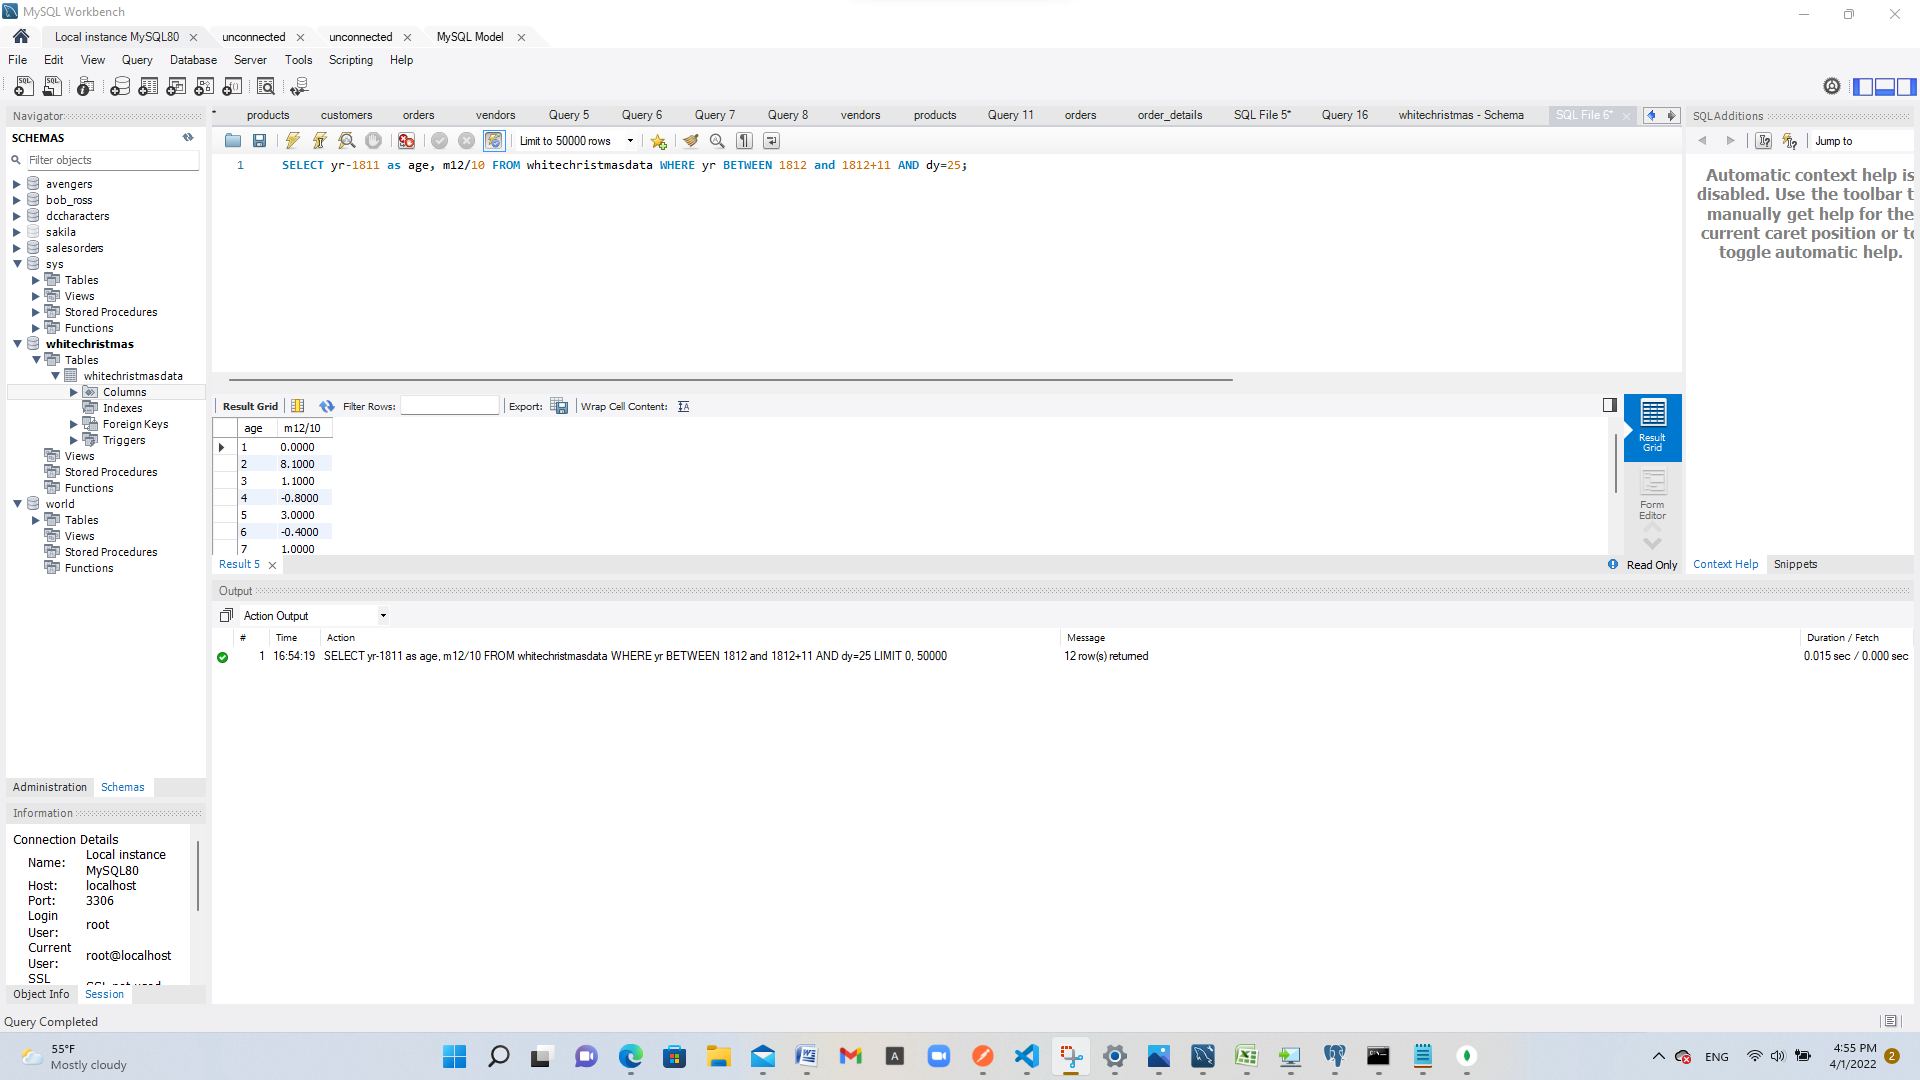 MySQL Workbench
Local instance MySQL80
unconnected
unconnected
MySQL Model
File Edit View Query Database Server Tools Scripting Help
Navigator
products customers orders vendors Query 5 Query 6 Query 7 Query 8 vendors products Query 11 orders order_details SQL File 5* Query 16 whitechristmas - Schema SQL File 6*
SQLAdditions
SCHEMAS
Filter objects
avengers
bob_ross
dccharacters
sakila
salesorders
sys
Tables
Views
Stored Procedures
Functions
whitechristmas
Tables
whitechristmasdata
Columns
Indexes
Foreign Keys
Triggers
Views
Stored Procedures
Functions
world
Tables
Views
Stored Procedures
Functions
Administration Schemas
Information
Connection Details
Name: Local instance
MySQL80
Host: localhost
Port: 3306
Login
User: root
Current
User: root@localhost
SSL
Object Info Session
Limit to 50000 rows
1 SELECT yr-1811 as age, m12/10 FROM whitechristmasdata WHERE yr BETWEEN 1812 and 1812+11 AND dy=25;
Jump to
Automatic context help is
disabled. Use the toolbar t
manually get help for the
current caret position or to
toggle automatic help.
Result Grid Filter Rows: Export: Wrap Cell Content:
age m12/10
1 0.0000
2 8.1000
3 1.1000
4 -0.8000
5 3.0000
6 -0.4000
7 1.0000
Result
Grid
Form
Editor
Result 5
Read Only
Context Help Snippets
Output
Action Output
# Time Action Message Duration / Fetch
1 16:54:19 SELECT yr-1811 as age, m12/10 FROM whitechristmasdata WHERE yr BETWEEN 1812 and 1812+11 AND dy=25 LIMIT 0, 50000 12 row(s) returned 0.015 sec / 0.000 sec
Query Completed
55°F
Mostly cloudy
ENG
4:55 PM
4/1/2022
2